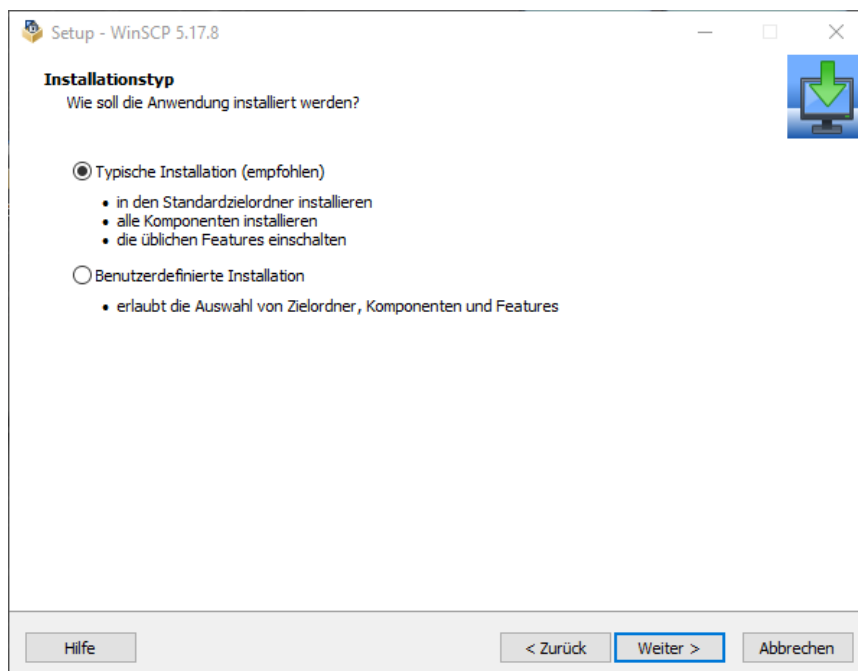 Setup - WinSCP 5.17.8
Installationstyp
Wie soll die Anwendung installiert werden?
Typische Installation (empfohlen)
• in den Standardzielordner installieren
• alle Komponenten installieren
• die üblichen Features einschalten
Benutzerdefinierte Installation
• erlaubt die Auswahl von Zielordner, Komponenten und Features
Hilfe
< Zurück
Weiter >
Abbrechen